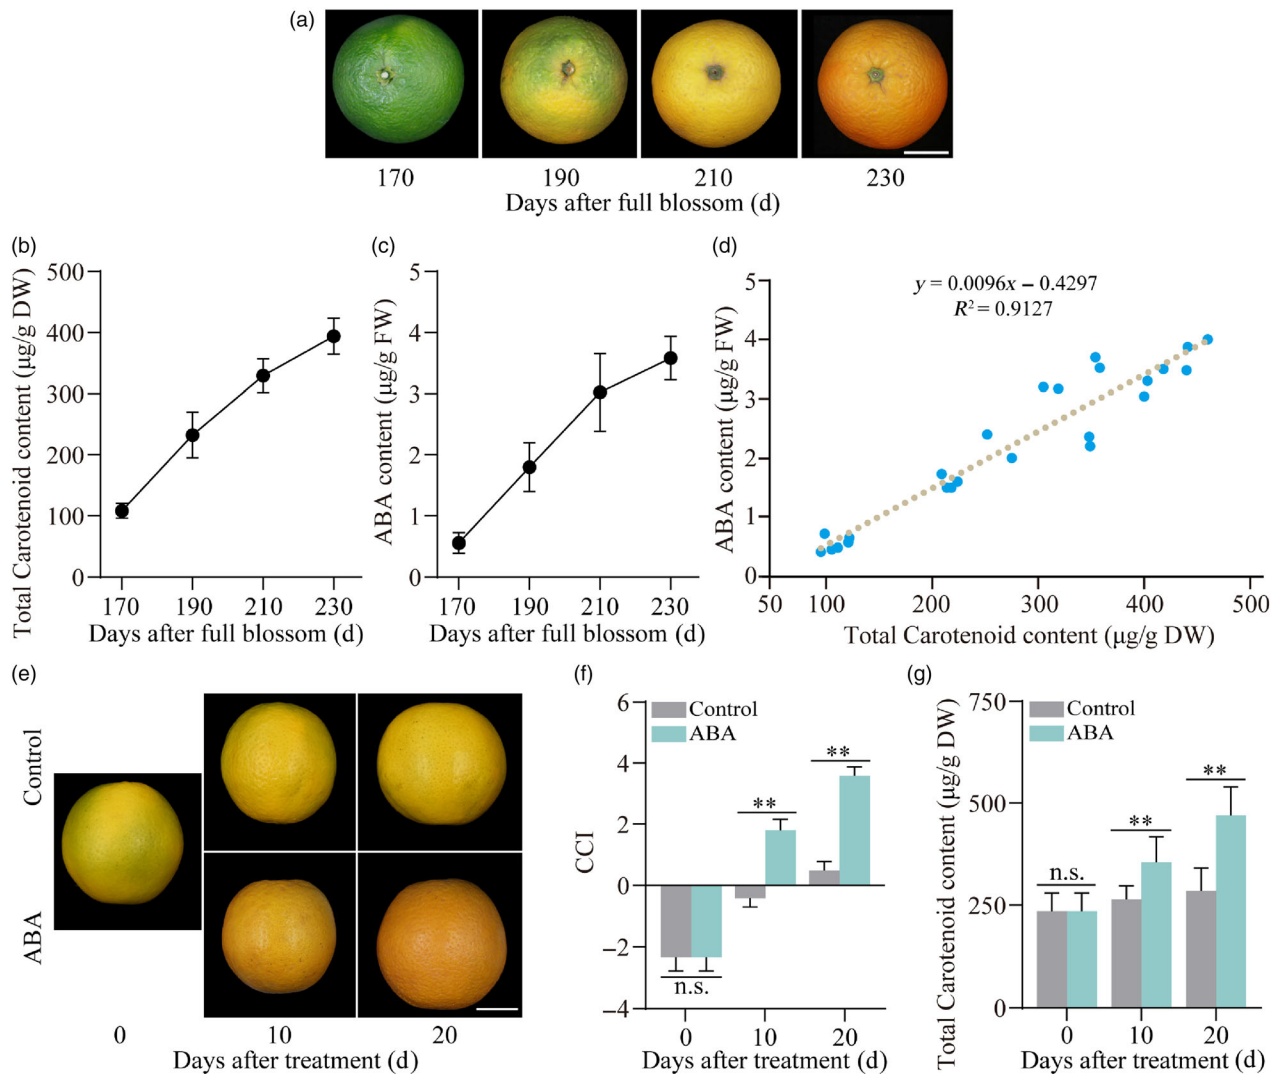 (a)
170 190 210 230
Days after full blossom (d)
(b)
Total Carotenoid content (μg/g DW)
500
400
300
200
100
0
170 190 210 230
Days after full blossom (d)
(c)
ABA content (μg/g FW)
5
4
3
2
1
0
170 190 210 230
Days after full blossom (d)
(d)
ABA content (μg/g FW)
5
4
3
2
1
0
y = 0.0096x − 0.4297
R² = 0.9127
50 100 200 300 400 500
Total Carotenoid content (μg/g DW)
(e)
Control
ABA
0 10 20
Days after treatment (d)
(f)
CCI
6
4
2
0
−2
−4
Control
ABA
n.s.
**
**
0 10 20
Days after treatment (d)
(g)
Total Carotenoid content (μg/g DW)
750
500
250
0
Control
ABA
n.s.
**
**
0 10 20
Days after treatment (d)